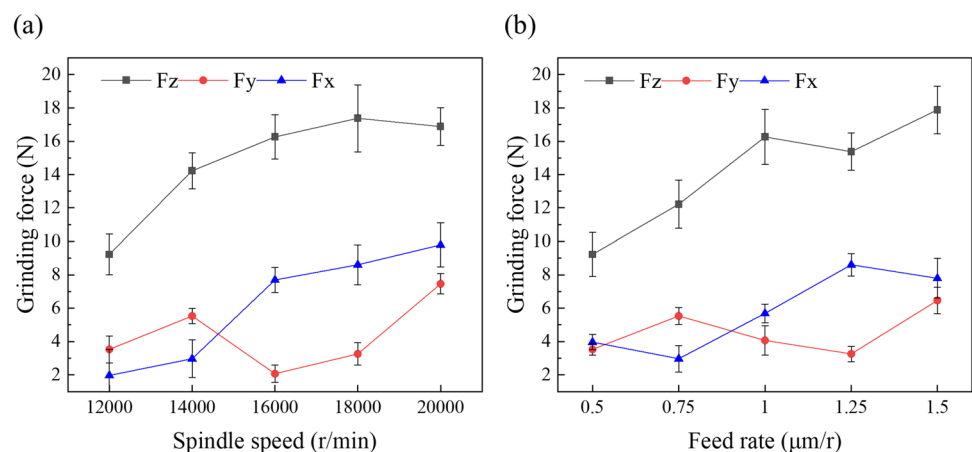 (a)
Fz Fy Fx
20
18
16
14
12
10
8
6
4
2
Grinding force (N)
12000 14000 16000 18000 20000
Spindle speed (r/min)
(b)
Fz Fy Fx
20
18
16
14
12
10
8
6
4
2
Grinding force (N)
0.5 0.75 1 1.25 1.5
Feed rate (μm/r)